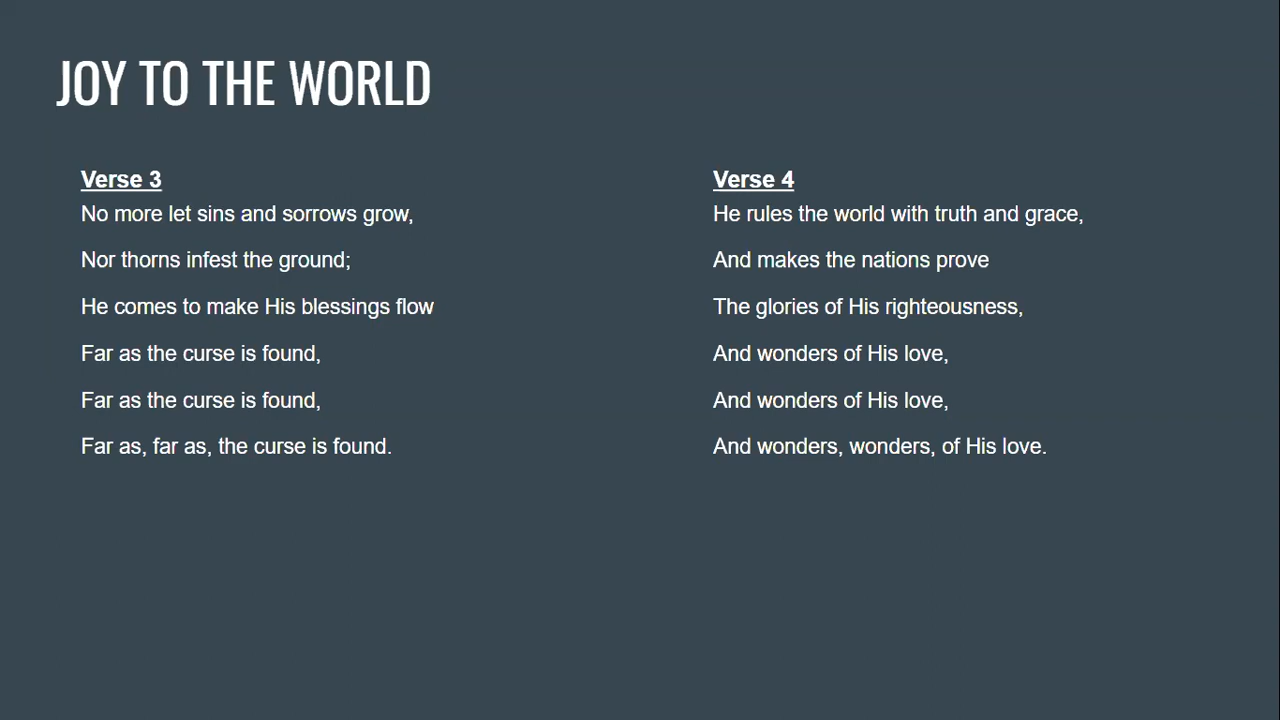 JOY TO THE WORLD
Verse 3
No more let sins and sorrows grow,
Nor thorns infest the ground;
He comes to make His blessings flow
Far as the curse is found,
Far as the curse is found,
Far as, far as, the curse is found.
Verse 4
He rules the world with truth and grace,
And makes the nations prove
The glories of His righteousness,
And wonders of His love,
And wonders of His love,
And wonders, wonders, of His love.